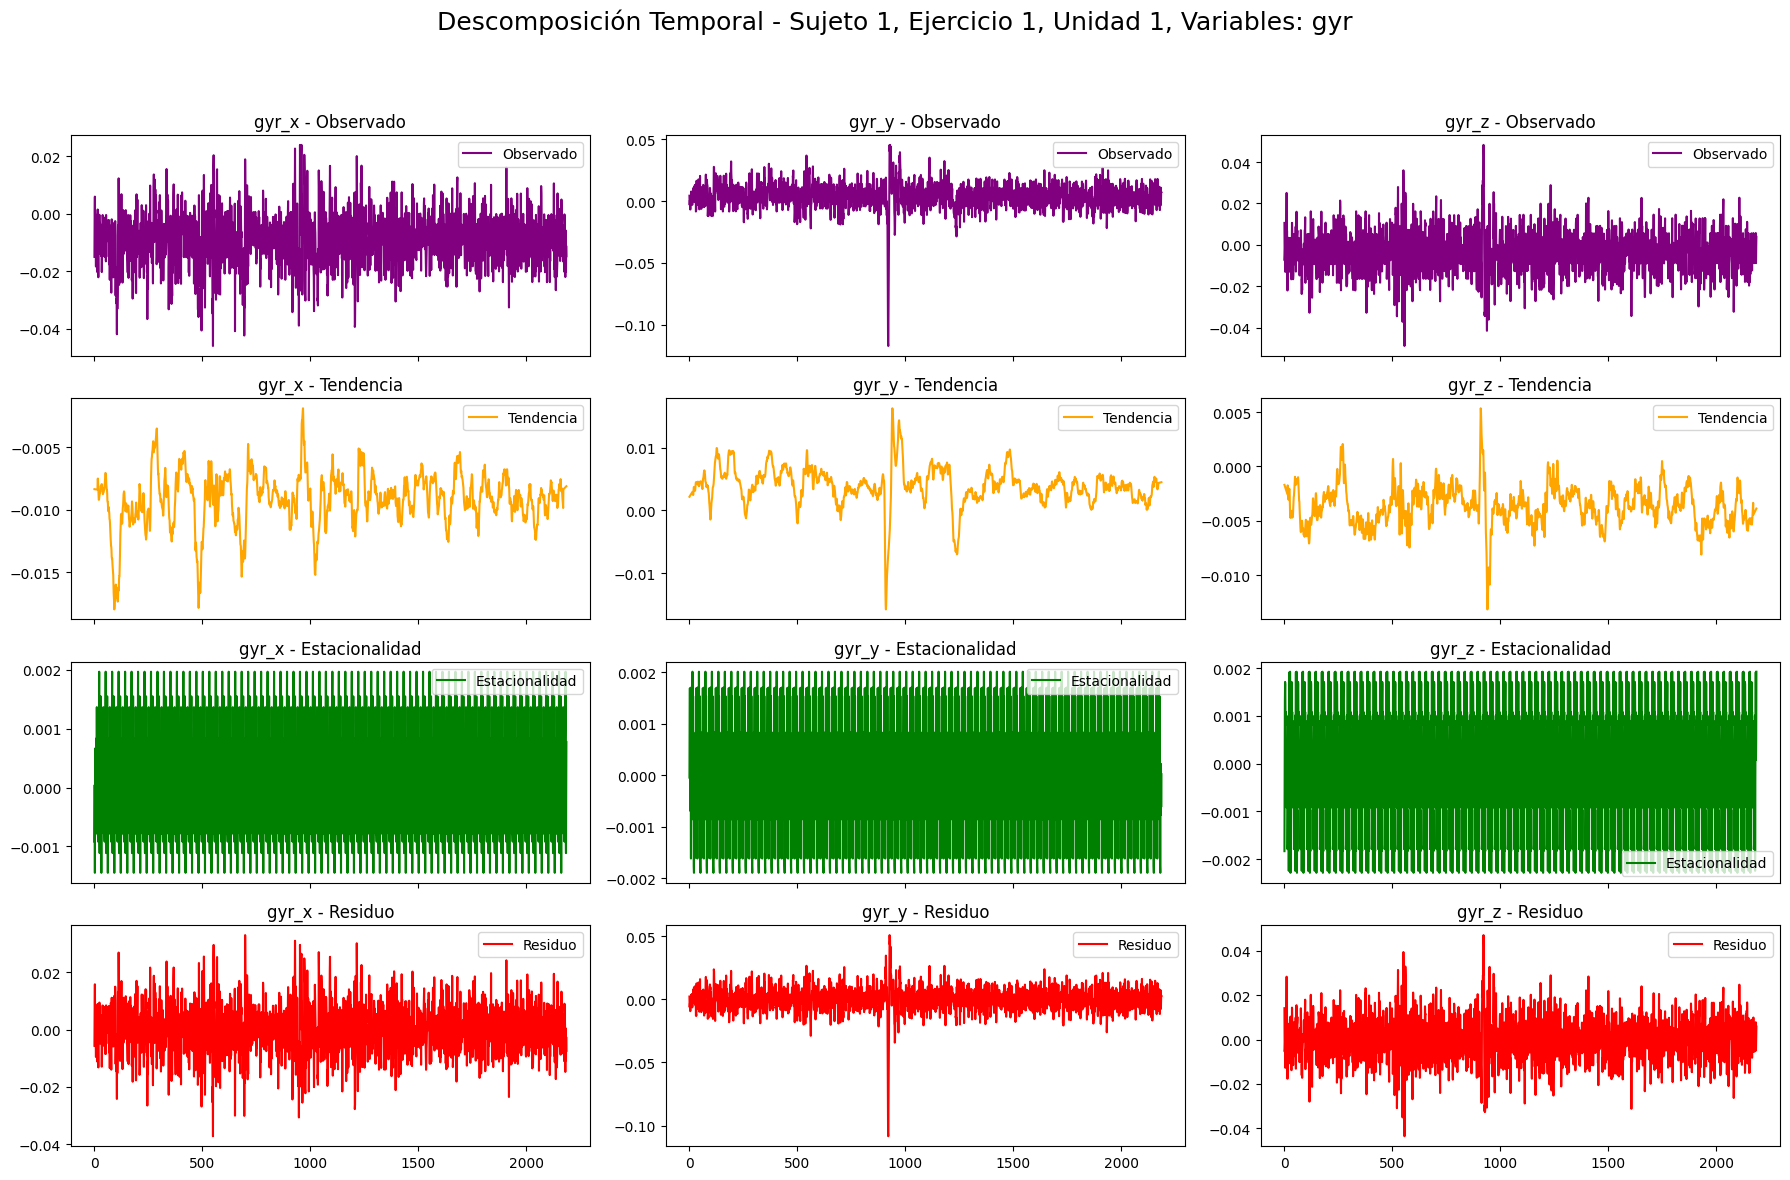 Descomposición Temporal - Sujeto 1, Ejercicio 1, Unidad 1, Variables: gyr
gyr_x - Observado
Observado
0.02
0.00
−0.02
−0.04
gyr_y - Observado
Observado
0.05
0.00
−0.05
−0.10
gyr_z - Observado
Observado
0.04
0.02
0.00
−0.02
−0.04
gyr_x - Tendencia
Tendencia
−0.005
−0.010
−0.015
gyr_y - Tendencia
Tendencia
0.01
0.00
−0.01
gyr_z - Tendencia
Tendencia
0.005
0.000
−0.005
−0.010
gyr_x - Estacionalidad
Estacionalidad
0.002
0.001
0.000
−0.001
gyr_y - Estacionalidad
Estacionalidad
0.002
0.001
0.000
−0.001
−0.002
gyr_z - Estacionalidad
0.002
0.001
0.000
−0.001
−0.002
Estacionalidad
gyr_x - Residuo
Residuo
0.02
0.00
−0.02
−0.04
0 500 1000 1500 2000
gyr_y - Residuo
Residuo
0.05
0.00
−0.05
−0.10
0 500 1000 1500 2000
gyr_z - Residuo
Residuo
0.04
0.02
0.00
−0.02
−0.04
0 500 1000 1500 2000